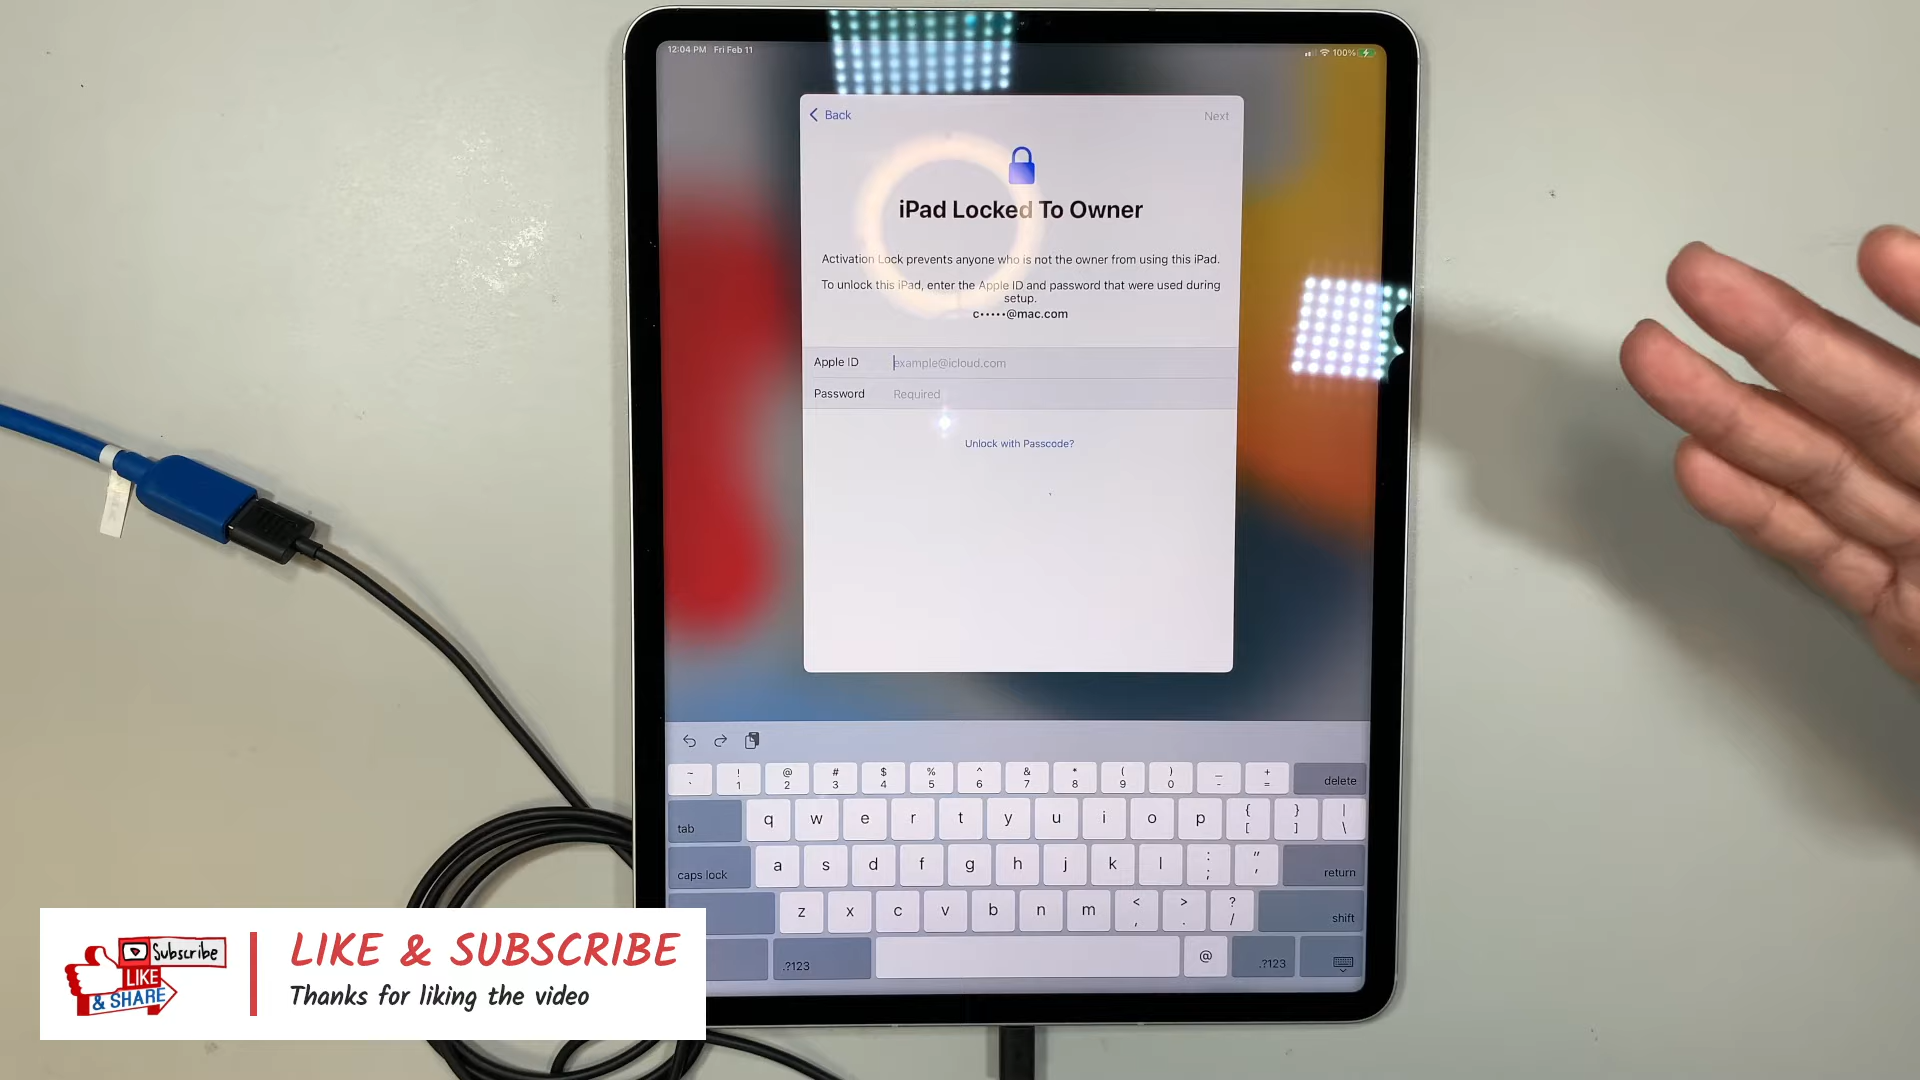 12:04 PM Fri Feb 11
100%
Back
Next
iPad Locked To Owner
Activation Lock prevents anyone who is not the owner from using this iPad.
To unlock this iPad, enter the Apple ID and password that were used during
setup.
c•••••@mac.com
Apple ID example@icloud.com
Password Required
Unlock with Passcode?
~ ! @ # $ % ^ & * ( ) _ +
` 1 2 3 4 5 6 7 8 9 0 - = delete
tab q w e r t y u i o p { [ } ] | \
caps lock a s d f g h j k l : ; " ' return
z x c v b n m < , > . ? / shift
.?123 @ .?123
Subscribe
LIKE
& SHARE
LIKE & SUBSCRIBE
Thanks for liking the video